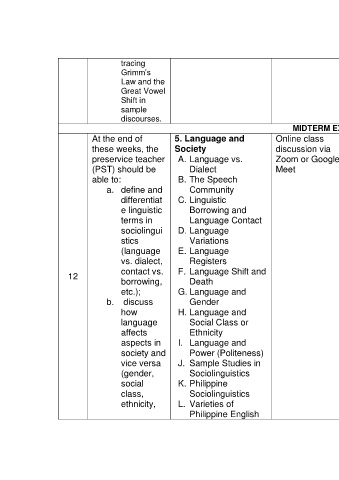 tracing
Grimm's
Law and the
Great Vowel
Shift in
sample
discourses.
MIDTERM
12
At the end of
these weeks, the
preservice teacher
(PST) should be
able to:
a. define and
differentiat
e linguistic
terms in
sociolingui
stics
(language
vs. dialect,
contact vs.
borrowing,
etc.);
b. discuss
how
language
affects
aspects in
society and
vice versa
(gender,
social
class,
ethnicity,
5. Language and
Society
A. Language vs.
Dialect
B. The Speech
Community
C. Linguistic
Borrowing and
Language Contact
D. Language
Variations
E. Language
Registers
F. Language Shift and
Death
G. Language and
Gender
H. Language and
Social Class or
Ethnicity
I. Language and
Power (Politeness)
J. Sample Studies in
Sociolinguistics
K. Philippine
Sociolinguistics
L. Varieties of
Philippine English
Online class
discussion via
Zoom or Google
Meet